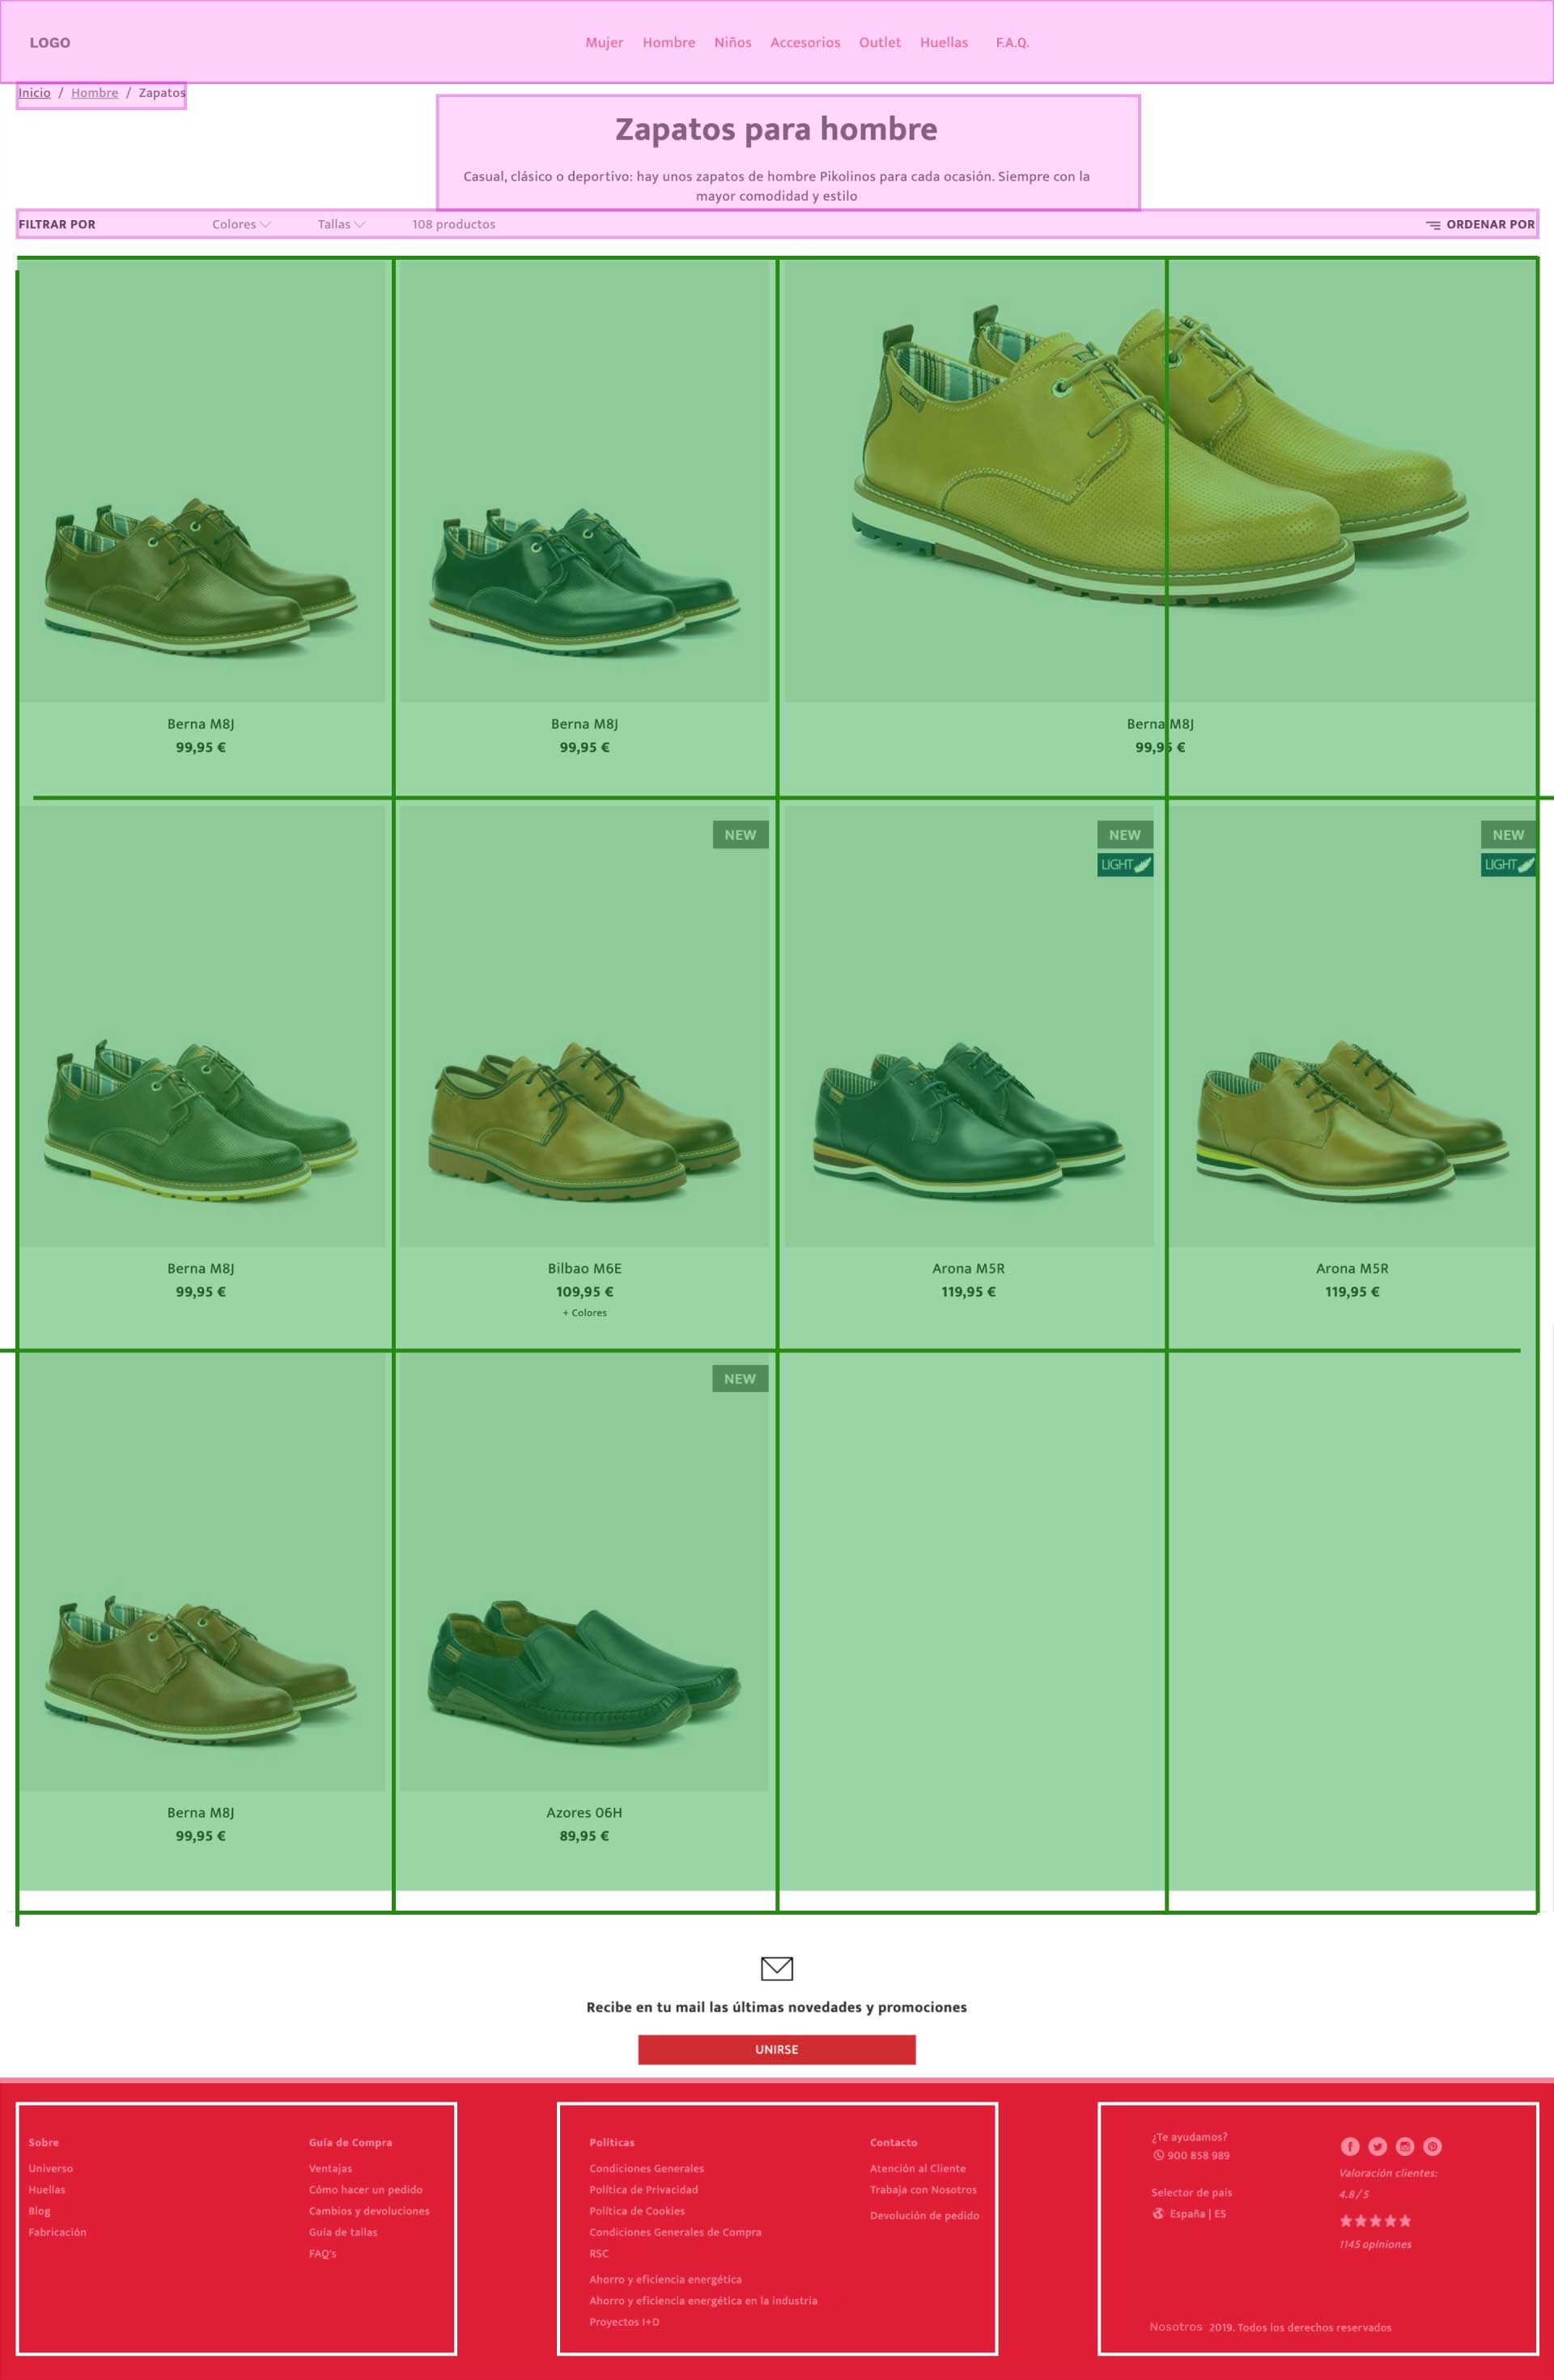 LOGO Mujer Hombre Niños Accesorios Outlet Huellas F.A.Q.
Inicio / Hombre / Zapatos
Zapatos para hombre
Casual, clásico o deportivo: hay unos zapatos de hombre Pikolinos para cada ocasión. Siempre con la
mayor comodidad y estilo
FILTRAR POR Colores Tallas 108 productos ORDENAR POR
Berna M8J
99,95 €
Berna M8J
99,95 €
Berna M8J
99,95 €
Berna M8J
99,95 €
NEW
Bilbao M6E
109,95 €
+ Colores
NEW
LIGHT
Arona M5R
119,95 €
NEW
LIGHT
Arona M5R
119,95 €
Berna M8J
99,95 €
NEW
Azores 06H
89,95 €
Recibe en tu mail las últimas novedades y promociones
UNIRSE
Sobre
Universo
Huellas
Blog
Fabricación
Guía de Compra
Ventajas
Cómo hacer un pedido
Cambios y devoluciones
Guía de tallas
FAQ's
Políticas
Condiciones Generales
Política de Privacidad
Política de Cookies
Condiciones Generales de Compra
RSC
Ahorro y eficiencia energética
Ahorro y eficiencia energética en la industria
Proyectos I+D
Contacto
Atención al Cliente
Trabaja con Nosotros
Devolución de pedido
¿Te ayudamos?
900 858 989
Selector de país
España | ES
Valoración clientes:
4.8/5
1145 opiniones
Nosotros 2019. Todos los derechos reservados